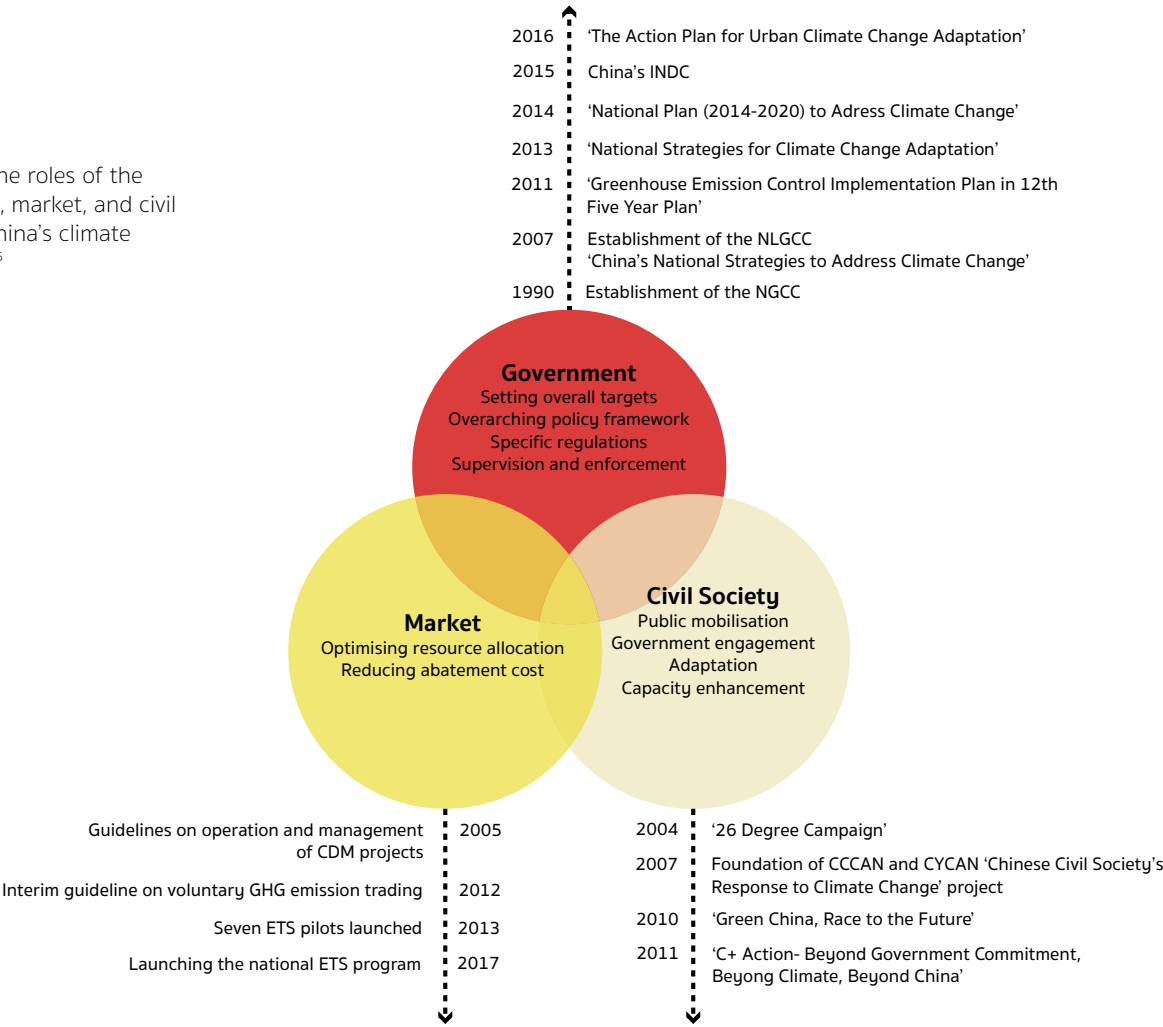 2016 'The Action Plan for Urban Climate Change Adaptation'
2015 China's INDC
2014 'National Plan (2014-2020) to Adress Climate Change'
2013 'National Strategies for Climate Change Adaptation'
2011 'Greenhouse Emission Control Implementation Plan in 12th
Five Year Plan'
2007 Establishment of the NLGCC
'China's National Strategies to Address Climate Change'
1990 Establishment of the NGCC
roles of the
, market, and civil
climate
Government
Setting overall targets
Overarching policy framework
Specific regulations
Supervision and enforcement
Market
Optimising resource allocation
Reducing abatement cost
Civil Society
Public mobilisation
Government engagement
Adaptation
Capacity enhancement
Guidelines on operation and management 2005
of CDM projects
Interim guideline on voluntary GHG emission trading 2012
Seven ETS pilots launched 2013
Launching the national ETS program 2017
2004 '26 Degree Campaign'
2007 Foundation of CCCAN and CYCAN 'Chinese Civil Society's
Response to Climate Change' project
2010 'Green China, Race to the Future'
2011 'C+ Action- Beyond Government Commitment,
Beyong Climate, Beyond China'